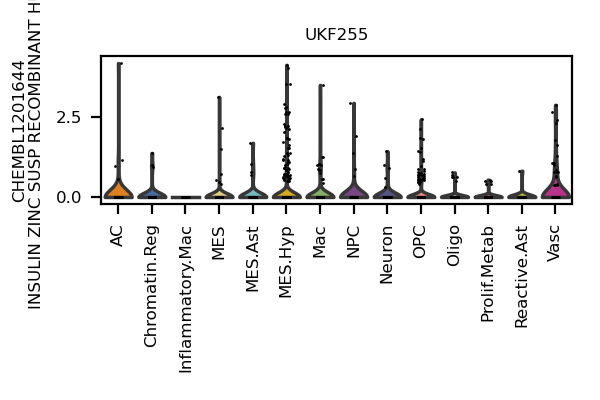 UKF255
CHEMBL1201644
INSULIN ZINC SUSP RECOMBINANT
2.5
0.0
AC
Chromatin.Reg
Inflammatory.Mac
MES
MES.Ast
MES.Hyp
Mac
NPC
Neuron
OPC
Oligo
Prolif.Metab
Reactive.Ast
Vasc